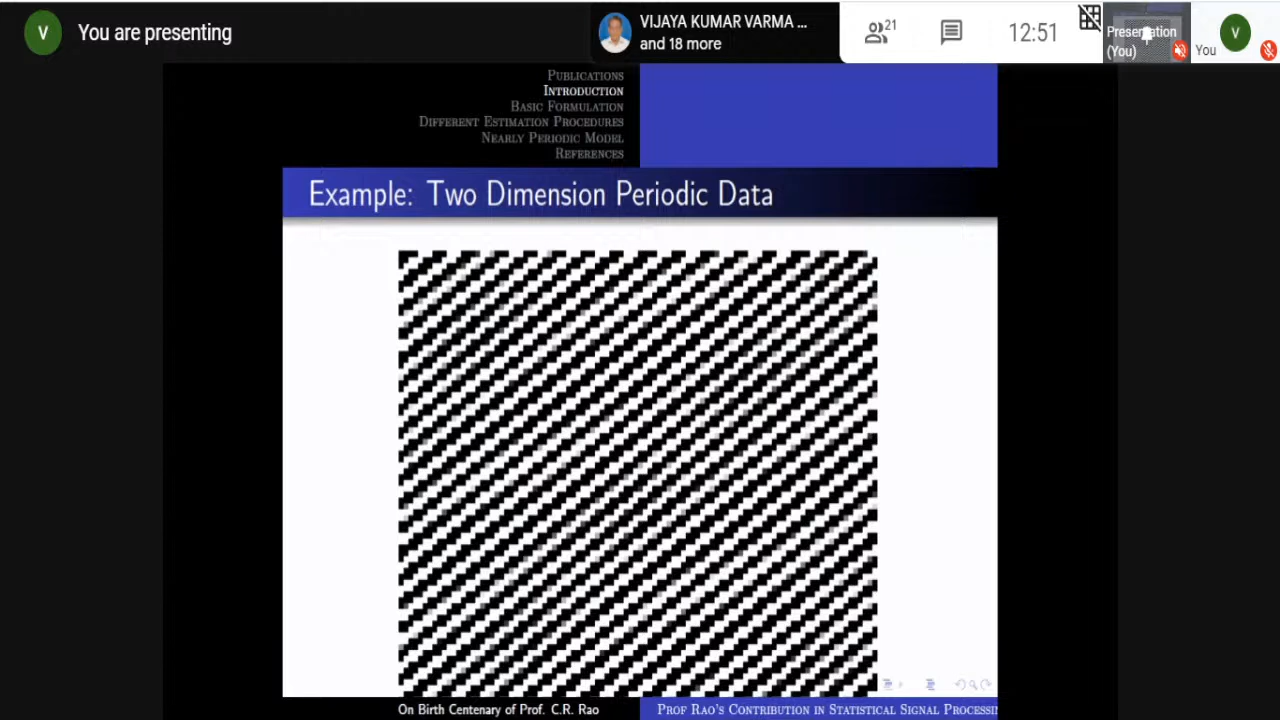 V
You are presenting
VIJAYA KUMAR VARMA ...
and 18 more
21
12:51
Presentation
(You)
You
V
PUBLICATIONS
INTRODUCTION
BASIC FORMULATION
DIFFERENT ESTIMATION PROCEDURES
NEARLY PERIODIC MODEL
REFERENCES
Example: Two Dimension Periodic Data
On Birth Centenary of Prof. C.R. Rao
PROF RAO'S CONTRIBUTION IN STATISTICAL SIGNAL PROCESSIN